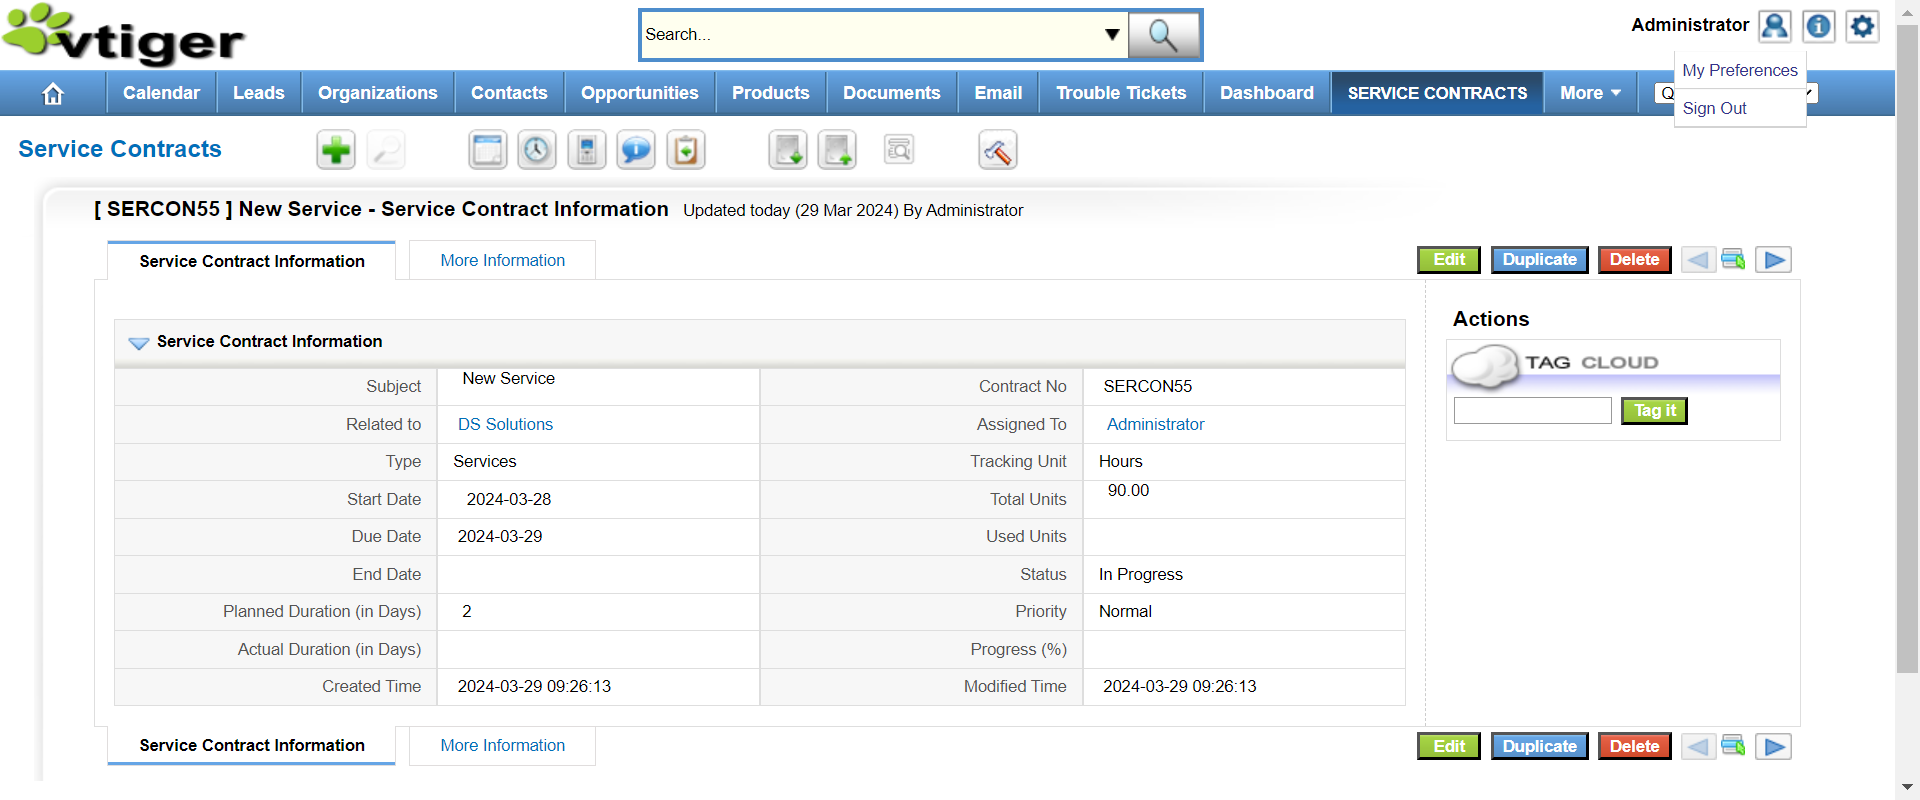 vtiger
Search...
Administrator
My Preferences
Sign Out
Calendar Leads Organizations Contacts Opportunities Products Documents Email Trouble Tickets Dashboard SERVICE CONTRACTS More Q
Service Contracts
[ SERCON55 ] New Service - Service Contract Information Updated today (29 Mar 2024) By Administrator
Service Contract Information More Information Edit Duplicate Delete
Actions
Service Contract Information
TAG CLOUD
Tag it
Subject New Service Contract No SERCON55
Related to DS Solutions Assigned To Administrator
Type Services Tracking Unit Hours
Start Date 2024-03-28 Total Units 90.00
Due Date 2024-03-29 Used Units
End Date Status In Progress
Planned Duration (in Days) 2 Priority Normal
Actual Duration (in Days) Progress (%)
Created Time 2024-03-29 09:26:13 Modified Time 2024-03-29 09:26:13
Service Contract Information More Information Edit Duplicate Delete